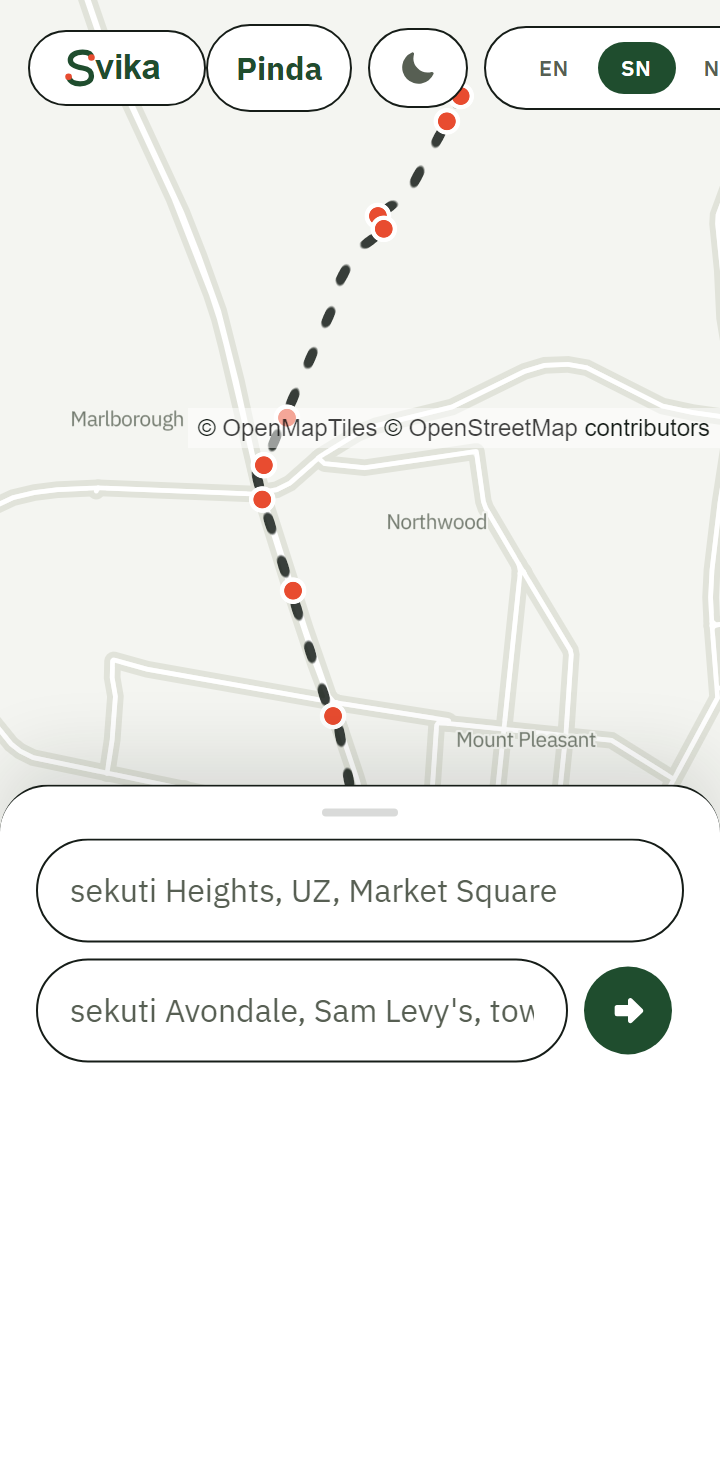 Svika Pinda EN SN N
Marlborough
© OpenMapTiles © OpenStreetMap contributors
Northwood
Mount Pleasant
sekuti Heights, UZ, Market Square
sekuti Avondale, Sam Levy's, tow